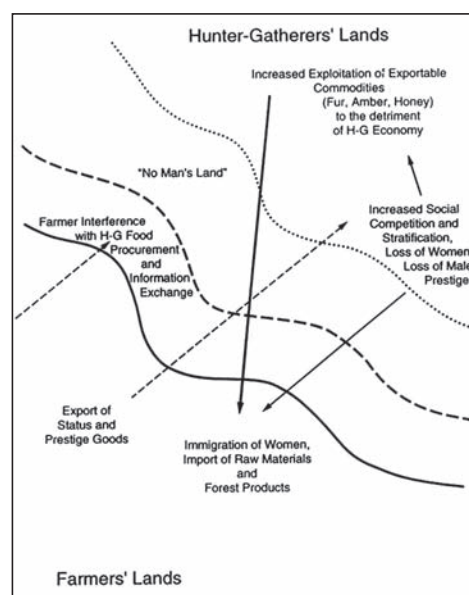 Hunter-Gatherers' Lands
Increased Exploitation of Exportable
Commodities
(Fur, Amber, Honey)
to the detriment
of H-G Economy
"No Man's Land"
Farmer Interference
with H-G Food
Procurement
and
Information
Exchange
Increased Social
Competition and
Stratification,
Loss of Women
Loss of Male
Prestige
Export of
Status and
Prestige Goods
Immigration of Women,
Import of Raw Materials
and
Forest Products
Farmers' Lands